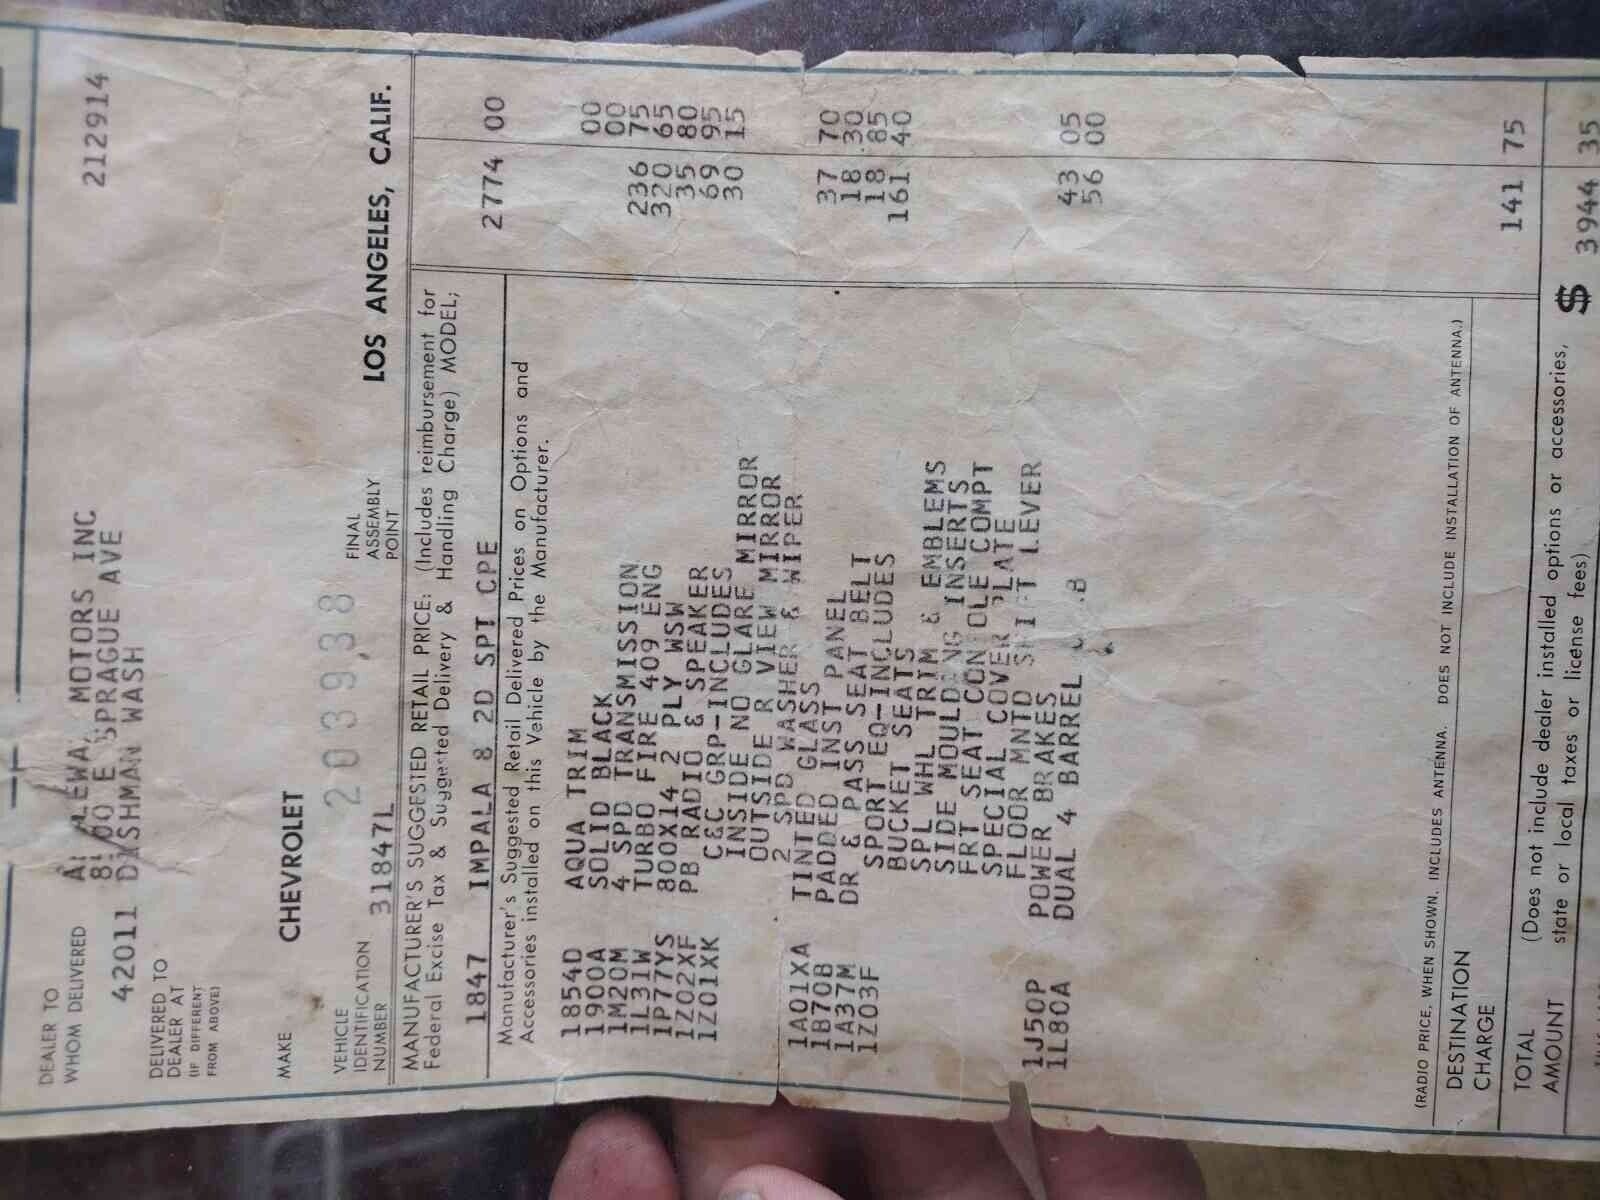 212914
DEALER TO
WHOM DELIVERED
MOTORS INC
E SPRAGUE AVE
42011 DISHMAN WASH
DELIVERED TO
DEALER AT
(IF DIFFERENT
FROM ABOVE)
MAKE CHEVROLET
203938
VEHICLE
IDENTIFICATION
NUMBER 31847L
FINAL
ASSEMBLY
POINT
LOS ANGELES, CALIF.
MANUFACTURER'S SUGGESTED RETAIL PRICE: (Includes reimbursement for
Federal Excise Tax & Suggested Delivery & Handling Charge) MODEL;
1847 IMPALA 8 2D SPT CPE 2774 00
Manufacturer's Suggested Retail Delivered Prices on Options and
Accessories installed on this Vehicle by the Manufacturer.
1854D AQUA TRIM 00
1900A SOLID BLACK 00
1M20M 4 SPD TRANSMISSION 236 75
1L31W TURBO FIRE 409 ENG 320 65
1P77YS 800X14 2 PLY WSW 35 80
1Z02XF PB RADIO & SPEAKER 69 95
1Z01XK C&C GRP-INCLUDES 30 15
INSIDE NO GLARE MIRROR
OUTSIDE R VIEW MIRROR
2 SPD WASHER & WIPER
1A01XA TINTED GLASS 37 70
1B70B PADDED INST PANEL 18 30
1A37M DR & PASS SEAT BELT 18 85
1Z03F SPORT EQ-INCLUDES 161 40
BUCKET SEATS
SPL WHL TRIM & EMBLEMS
SIDE MOULDING INSERTS
FRT SEAT CONSOLE COMPT
SPECIAL COVER PLATE
FLOOR MNTD SHIFT LEVER
1J50P POWER BRAKES 43 05
1L80A DUAL 4 BARREL 56 00
(RADIO PRICE, WHEN SHOWN, INCLUDES ANTENNA. DOES NOT INCLUDE INSTALLATION OF ANTENNA.)
DESTINATION
CHARGE 141 75
TOTAL
AMOUNT
(Does not include dealer installed options or accessories,
state or local taxes or license fees) $ 3944 35